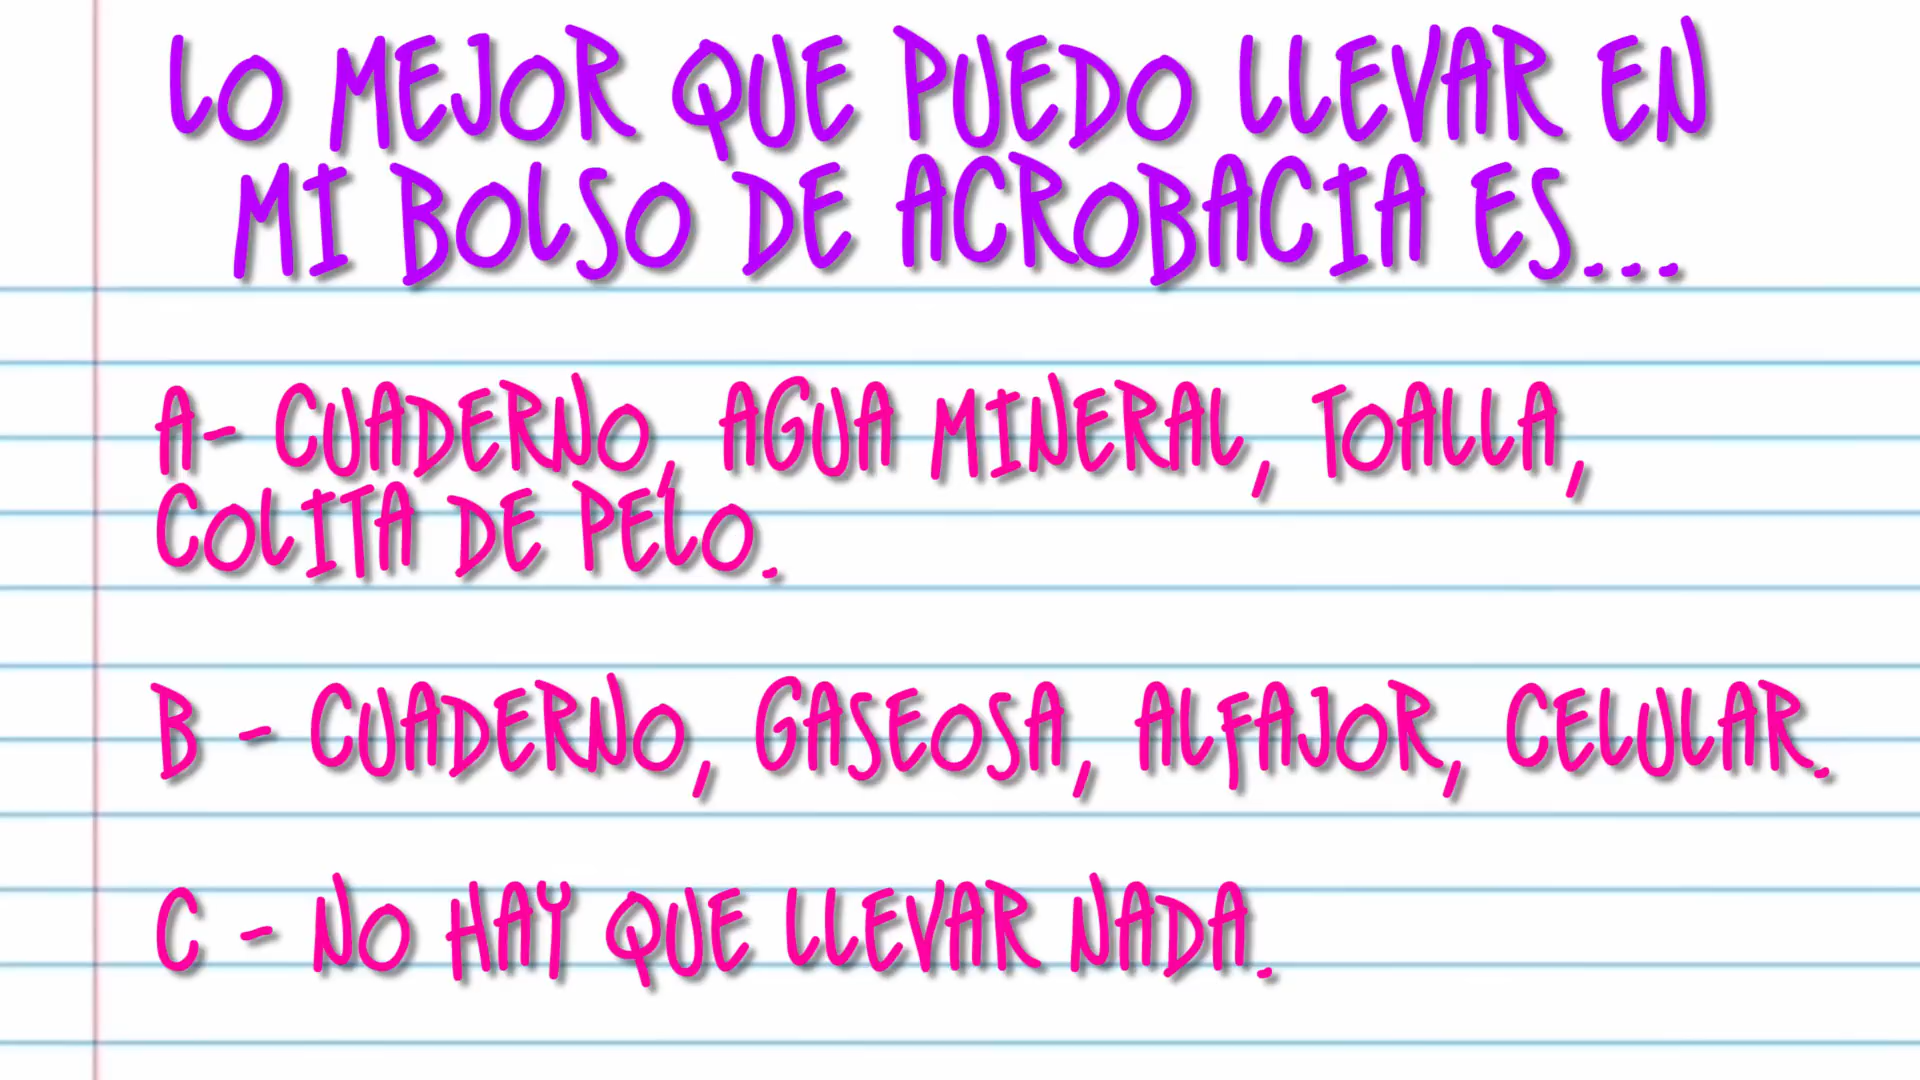 LO MEJOR QUE PUEDO LLEVAR EN
MI BOLSO DE ACROBACIA ES...
A- CUADERNO, AGUA MINERAL, TOALLA,
COLITA DE PELO.
B - CUADERNO, GASEOSA, ALFAJOR, CELULAR.
C - NO HAY QUE LLEVAR NADA.